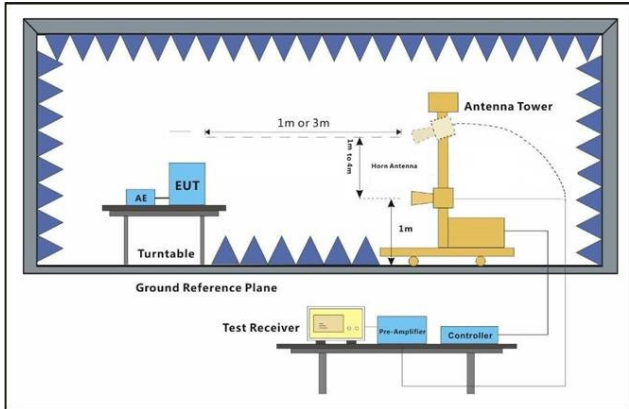 1m or 3m
Antenna Tower
1m to 4m
Horn Antenna
EUT
AE
1m
Turntable
Ground Reference Plane
Test Receiver
Pre-Amplifier
Controller